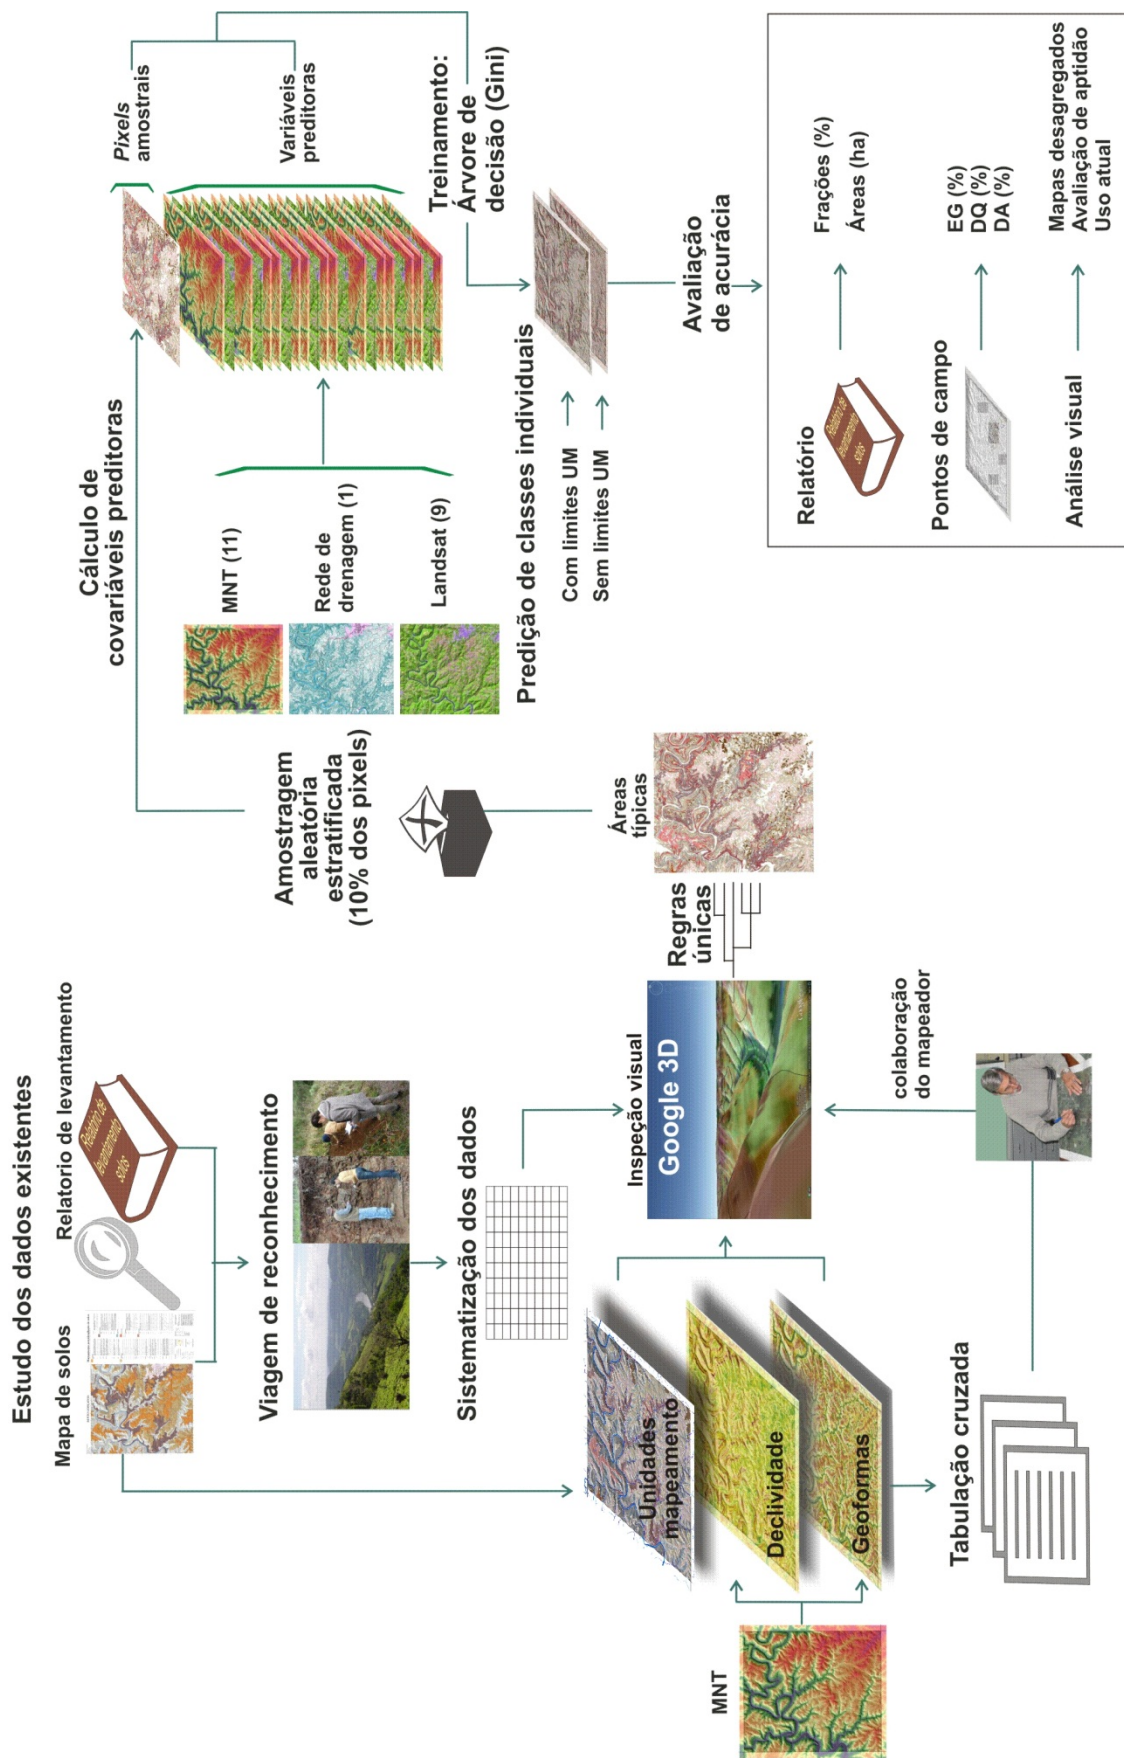 Estudo dos dados existentes
Mapa de solos
Relatorio de levantamento
Relatório de
levantamento
solos
Viagem de reconhecimento
Sistematização dos dados
Unidades
mapeamento
Declividade
Geoformas
MNT
Tabulação cruzada
Inspeção visual
Google 3D
colaboração
do mapeador
Regras
únicas
Áreas
típicas
Amostragem
aleatória
estratificada
(10% dos pixels)
Cálculo de
covariáveis preditoras
MNT (11)
Rede de
drenagem (1)
Landsat (9)
Pixels
amostrais
Variáveis
preditoras
Treinamento:
Árvore de
decisão (Gini)
Predição de classes individuais
Com limites UM
Sem limites UM
Avaliação
de acurácia
Relatório
Relatório de
levantamento
solos
Frações (%)
Áreas (ha)
Pontos de campo
EG (%)
DQ (%)
DA (%)
Análise visual
Mapas desagregados
Avaliação de aptidão
Uso atual